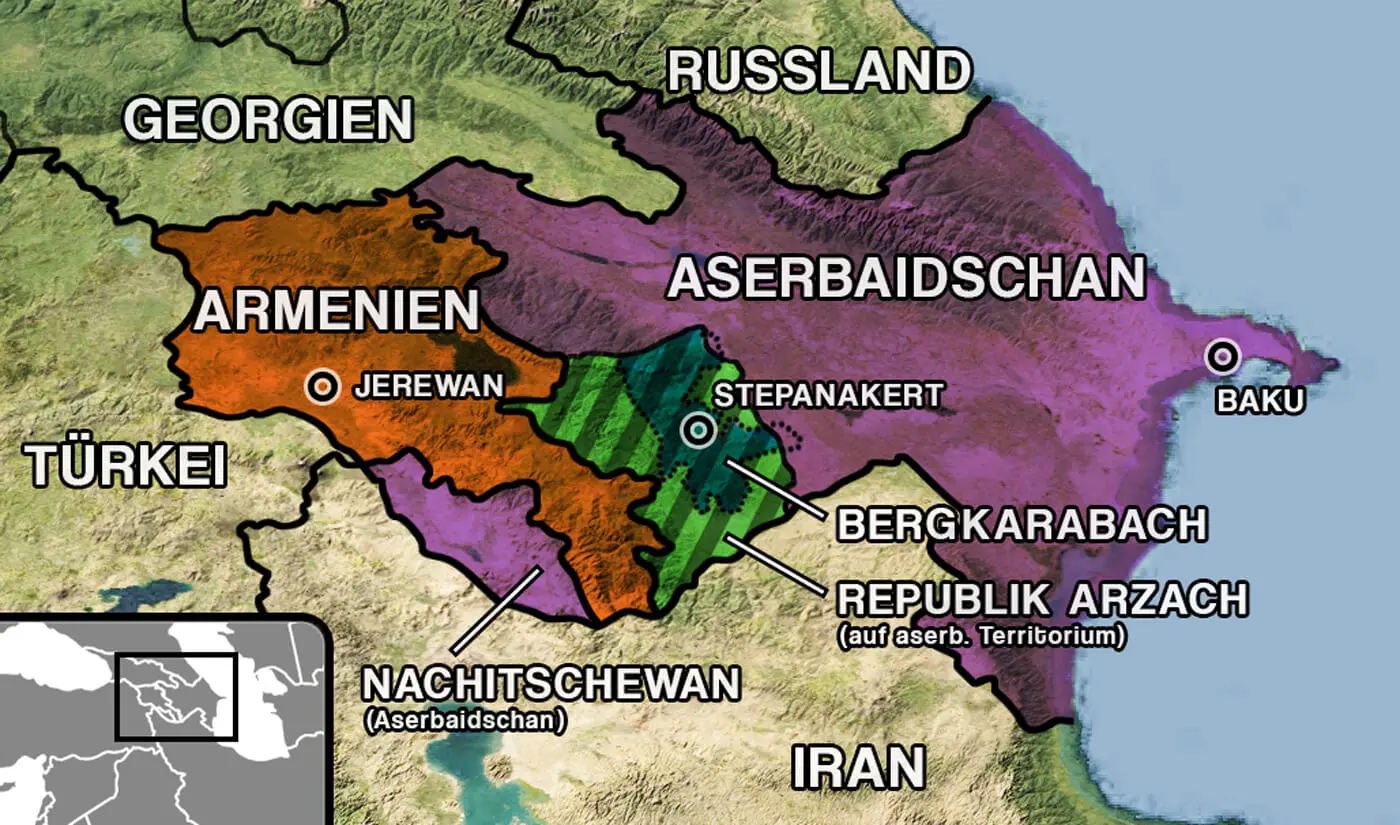 RUSSLAND
GEORGIEN
ASERBAIDSCHAN
ARMENIEN
JEREWAN
STEPANAKERT
BAKU
TÜRKEI
BERGKARABACH
REPUBLIK ARZACH
(auf aserb. Territorium)
NACHITSCHEWAN
(Aserbaidschan)
IRAN